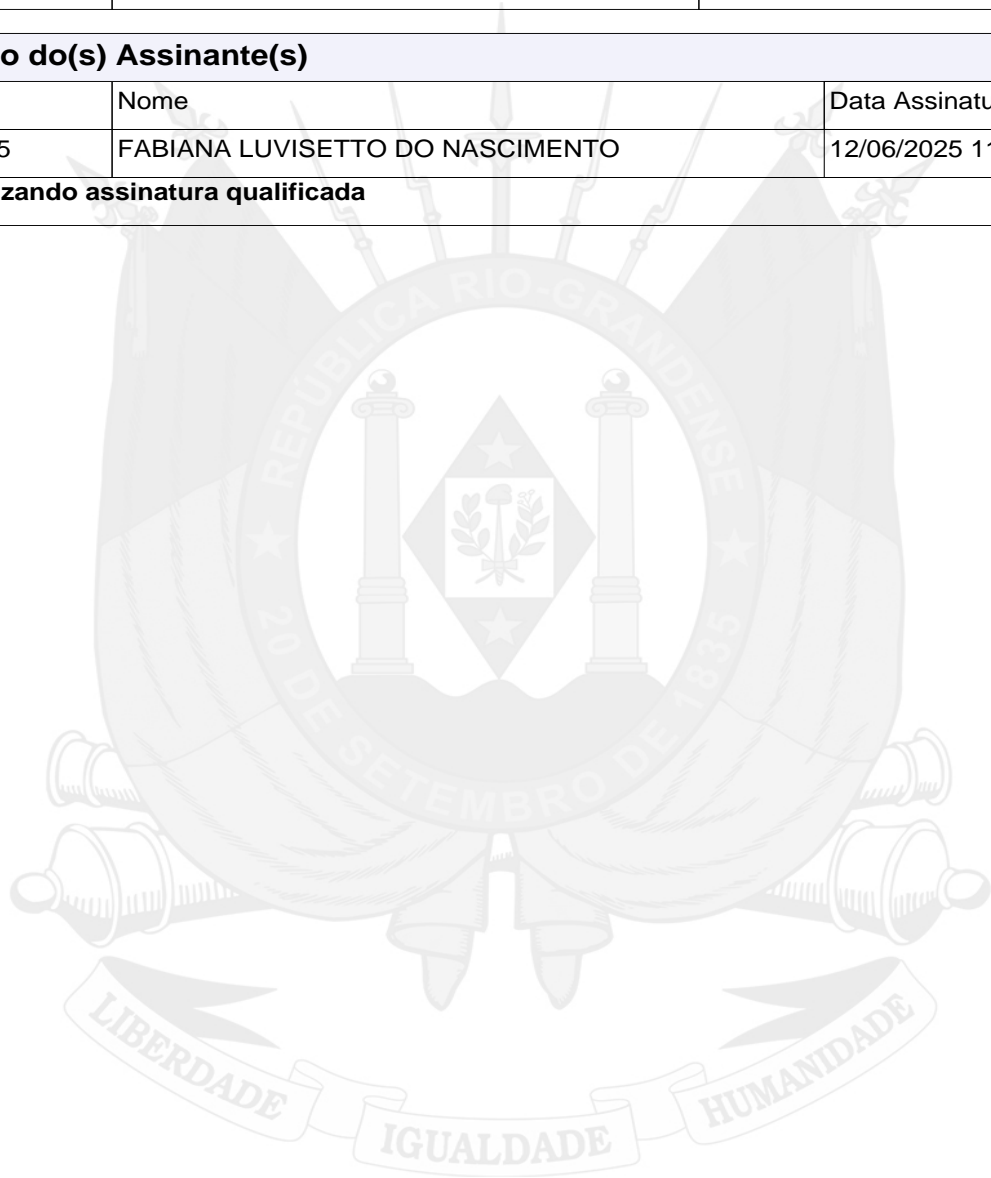 o do(s) Assinante(s)
Nome Data Assinatu
5 FABIANA LUVISETTO DO NASCIMENTO 12/06/2025 11
zando assinatura qualificada
REPÚBLICA RIO-GRANDENSE
20 DE SETEMBRO DE 1835
LIBERDADE IGUALDADE HUMANIDADE